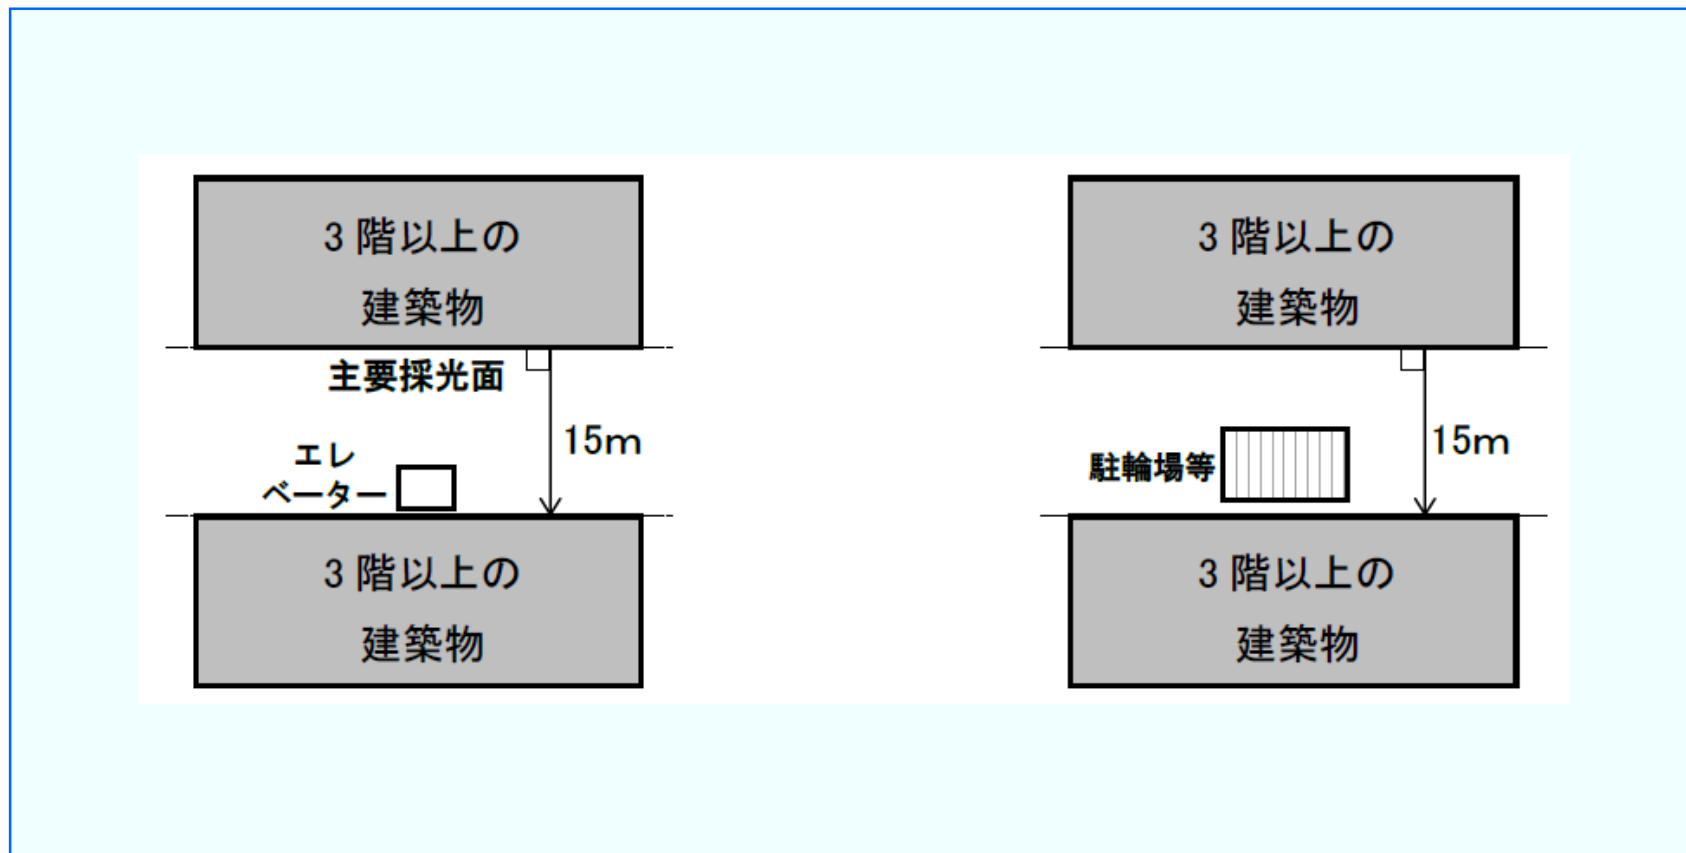 3 階以上の
建築物
主要採光面
15m
エレ
ベーター
3 階以上の
建築物
3 階以上の
建築物
15m
駐輪場等
3 階以上の
建築物